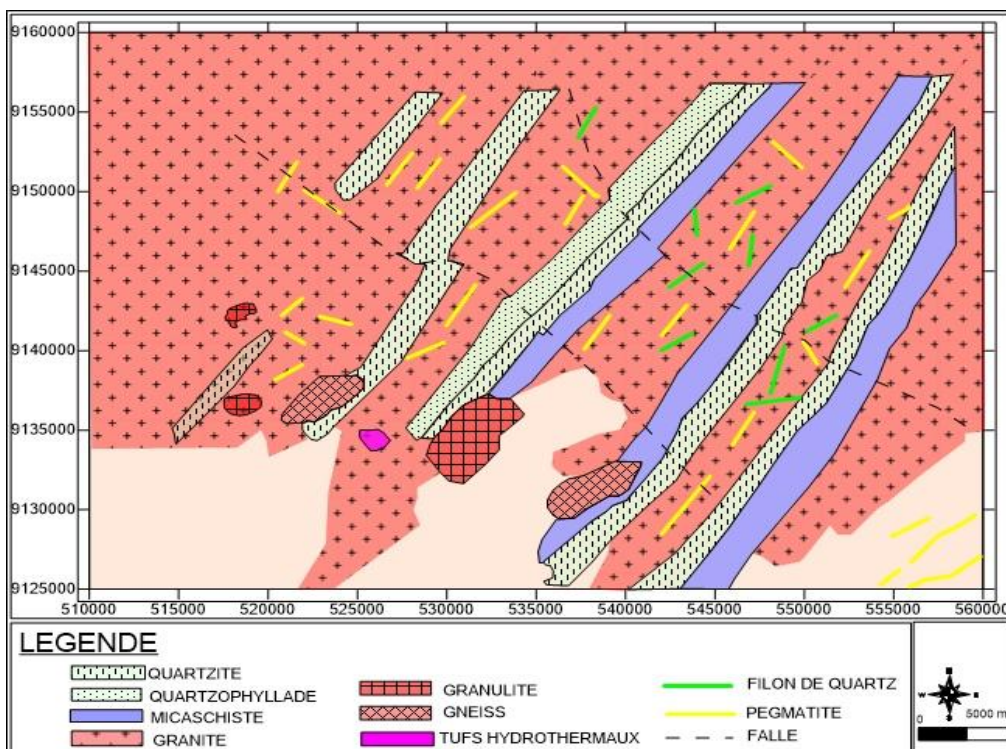 9160000
9155000
9150000
9145000
9140000
9135000
9130000
9125000
510000 515000 520000 525000 530000 535000 540000 545000 550000 555000 560000
LEGENDE
QUARTZITE
QUARTZOPHYLLADE
MICASCHISTE
GRANITE
GRANULITE
GNEISS
TUFS HYDROTHERMAUX
FILON DE QUARTZ
PEGMATITE
FALLE
N
W E
S
0 5000 m